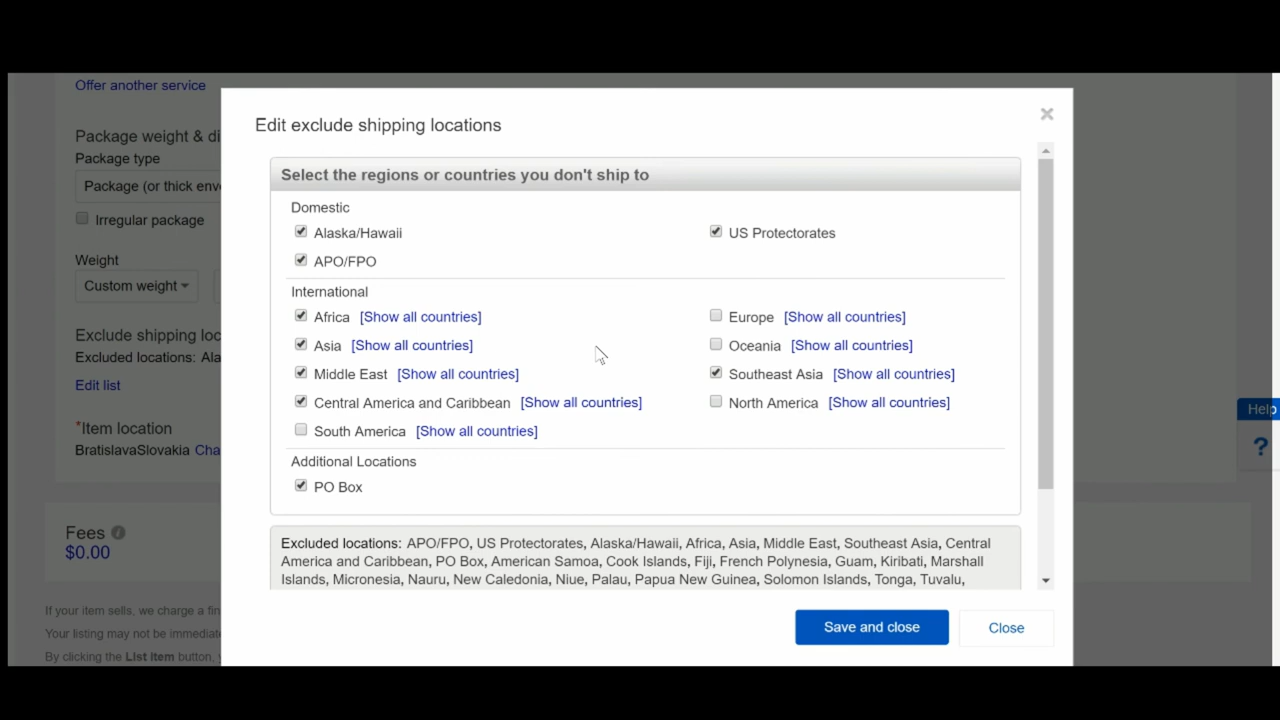 Offer another service
Edit exclude shipping locations
Package weight & di
Package type
Package (or thick env
Irregular package
Weight
Custom weight
Exclude shipping loc
Excluded locations: Ala
Edit list
*Item location
BratislavaSlovakia Cha
Fees
$0.00
If your item sells, we charge a fin
Your listing may not be immediate
By clicking the List item button, y
Select the regions or countries you don't ship to
Domestic
Alaska/Hawaii US Protectorates
APO/FPO
International
Africa [Show all countries] Europe [Show all countries]
Asia [Show all countries] Oceania [Show all countries]
Middle East [Show all countries] Southeast Asia [Show all countries]
Central America and Caribbean [Show all countries] North America [Show all countries]
South America [Show all countries]
Additional Locations
PO Box
Excluded locations: APO/FPO, US Protectorates, Alaska/Hawaii, Africa, Asia, Middle East, Southeast Asia, Central
America and Caribbean, PO Box, American Samoa, Cook Islands, Fiji, French Polynesia, Guam, Kiribati, Marshall
Islands, Micronesia, Nauru, New Caledonia, Niue, Palau, Papua New Guinea, Solomon Islands, Tonga, Tuvalu,
Save and close Close
Help
?